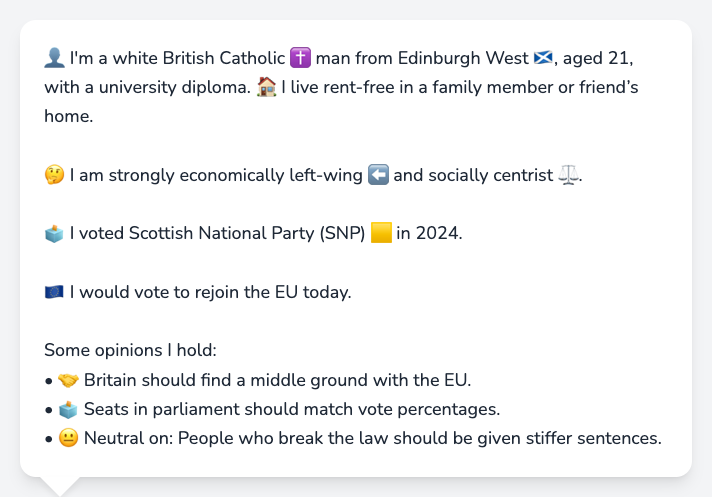 👤 I'm a white British Catholic ✝️ man from Edinburgh West 🏴󠁧󠁢󠁳󠁣󠁴󠁿, aged 21,
with a university diploma. 🏠 I live rent-free in a family member or friend’s
home.
🤔 I am strongly economically left-wing ⬅️ and socially centrist ⚖️.
🗳️ I voted Scottish National Party (SNP) 🟨 in 2024.
🇪🇺 I would vote to rejoin the EU today.
Some opinions I hold:
• 🤝 Britain should find a middle ground with the EU.
• 🗳️ Seats in parliament should match vote percentages.
• 😐 Neutral on: People who break the law should be given stiffer sentences.